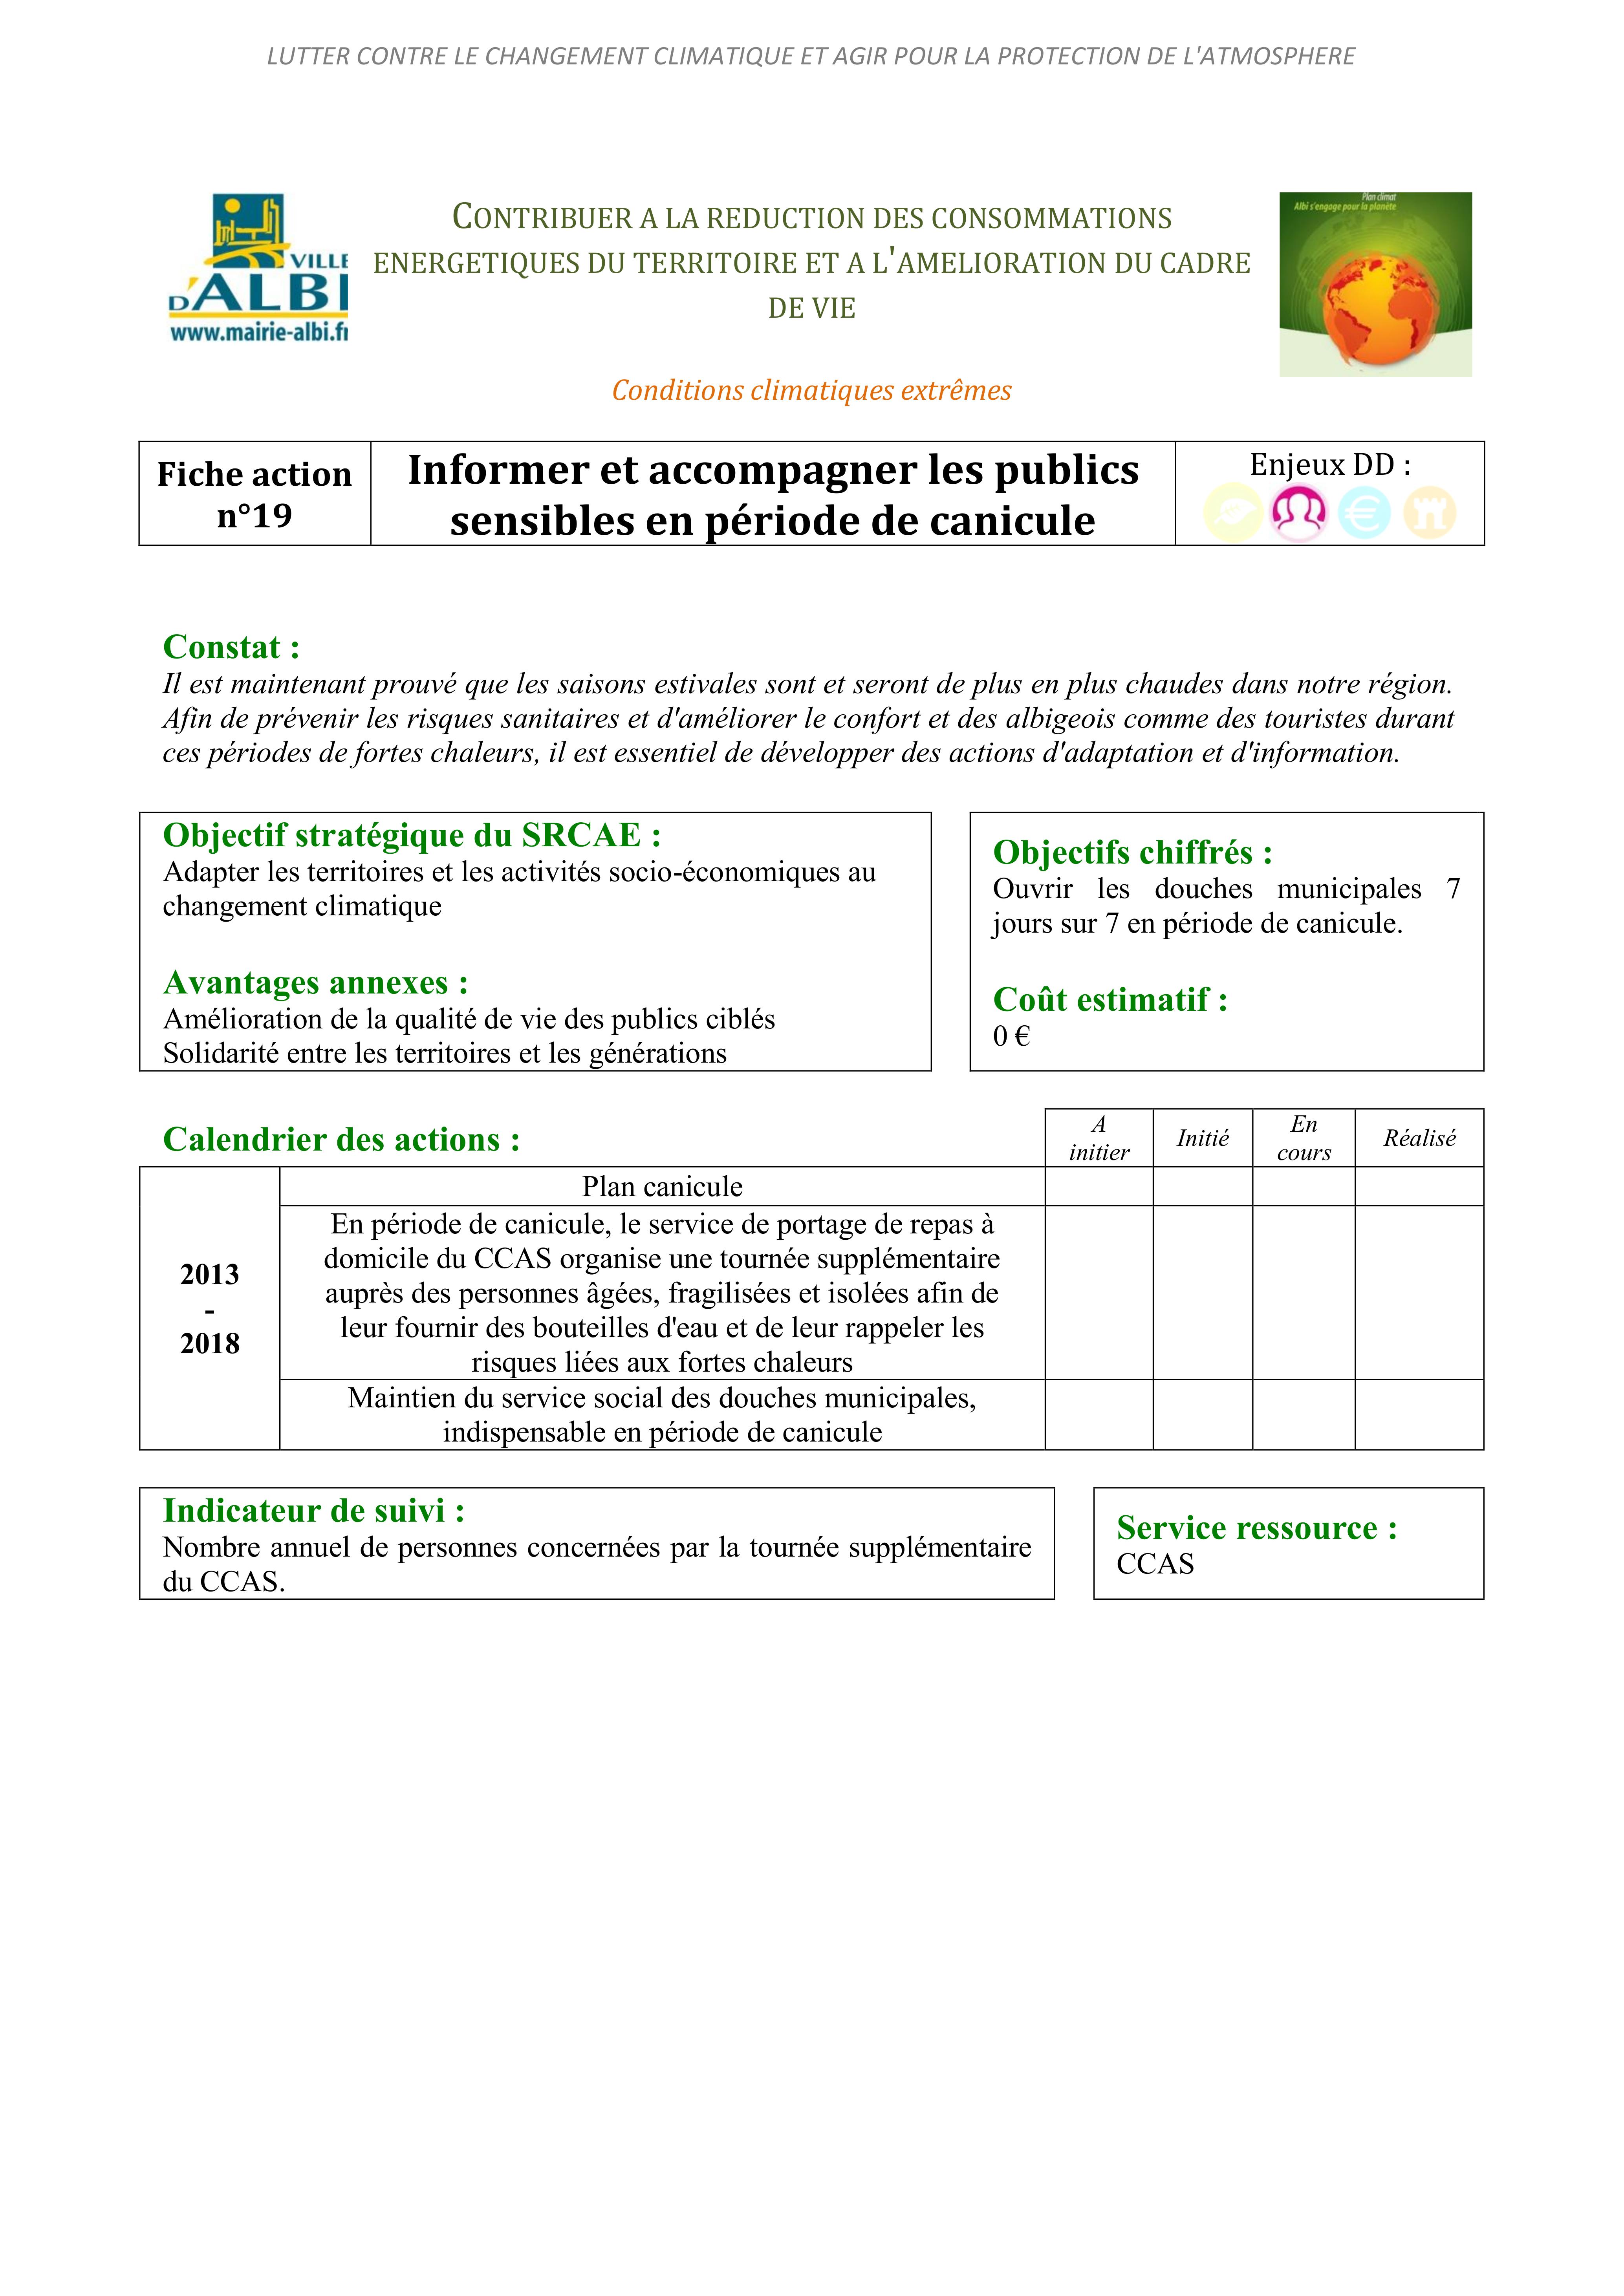 LUTTER CONTRE LE CHANGEMENT CLIMATIQUE ET AGIR POUR LA PROTECTION DE L'ATMOSPHERE
VILLE
D'ALBI
www.mairie-albi.fr
CONTRIBUER A LA REDUCTION DES CONSOMMATIONS
ENERGETIQUES DU TERRITOIRE ET A L'AMELIORATION DU CADRE
DE VIE
Plan climat
Albi s'engage pour la planète
Conditions climatiques extrêmes
Fiche action
n°19
Informer et accompagner les publics
sensibles en période de canicule
Enjeux DD :
Constat :
Il est maintenant prouvé que les saisons estivales sont et seront de plus en plus chaudes dans notre région.
Afin de prévenir les risques sanitaires et d'améliorer le confort et des albigeois comme des touristes durant
ces périodes de fortes chaleurs, il est essentiel de développer des actions d'adaptation et d'information.
Objectif stratégique du SRCAE :
Adapter les territoires et les activités socio-économiques au
changement climatique
Avantages annexes :
Amélioration de la qualité de vie des publics ciblés
Solidarité entre les territoires et les générations
Objectifs chiffrés :
Ouvrir les douches municipales 7
jours sur 7 en période de canicule.
Coût estimatif :
0 €
Calendrier des actions :
A
initier
Initié
En
cours
Réalisé
2013
-
2018
Plan canicule
En période de canicule, le service de portage de repas à
domicile du CCAS organise une tournée supplémentaire
auprès des personnes âgées, fragilisées et isolées afin de
leur fournir des bouteilles d'eau et de leur rappeler les
risques liées aux fortes chaleurs
Maintien du service social des douches municipales,
indispensable en période de canicule
Indicateur de suivi :
Nombre annuel de personnes concernées par la tournée supplémentaire
du CCAS.
Service ressource :
CCAS